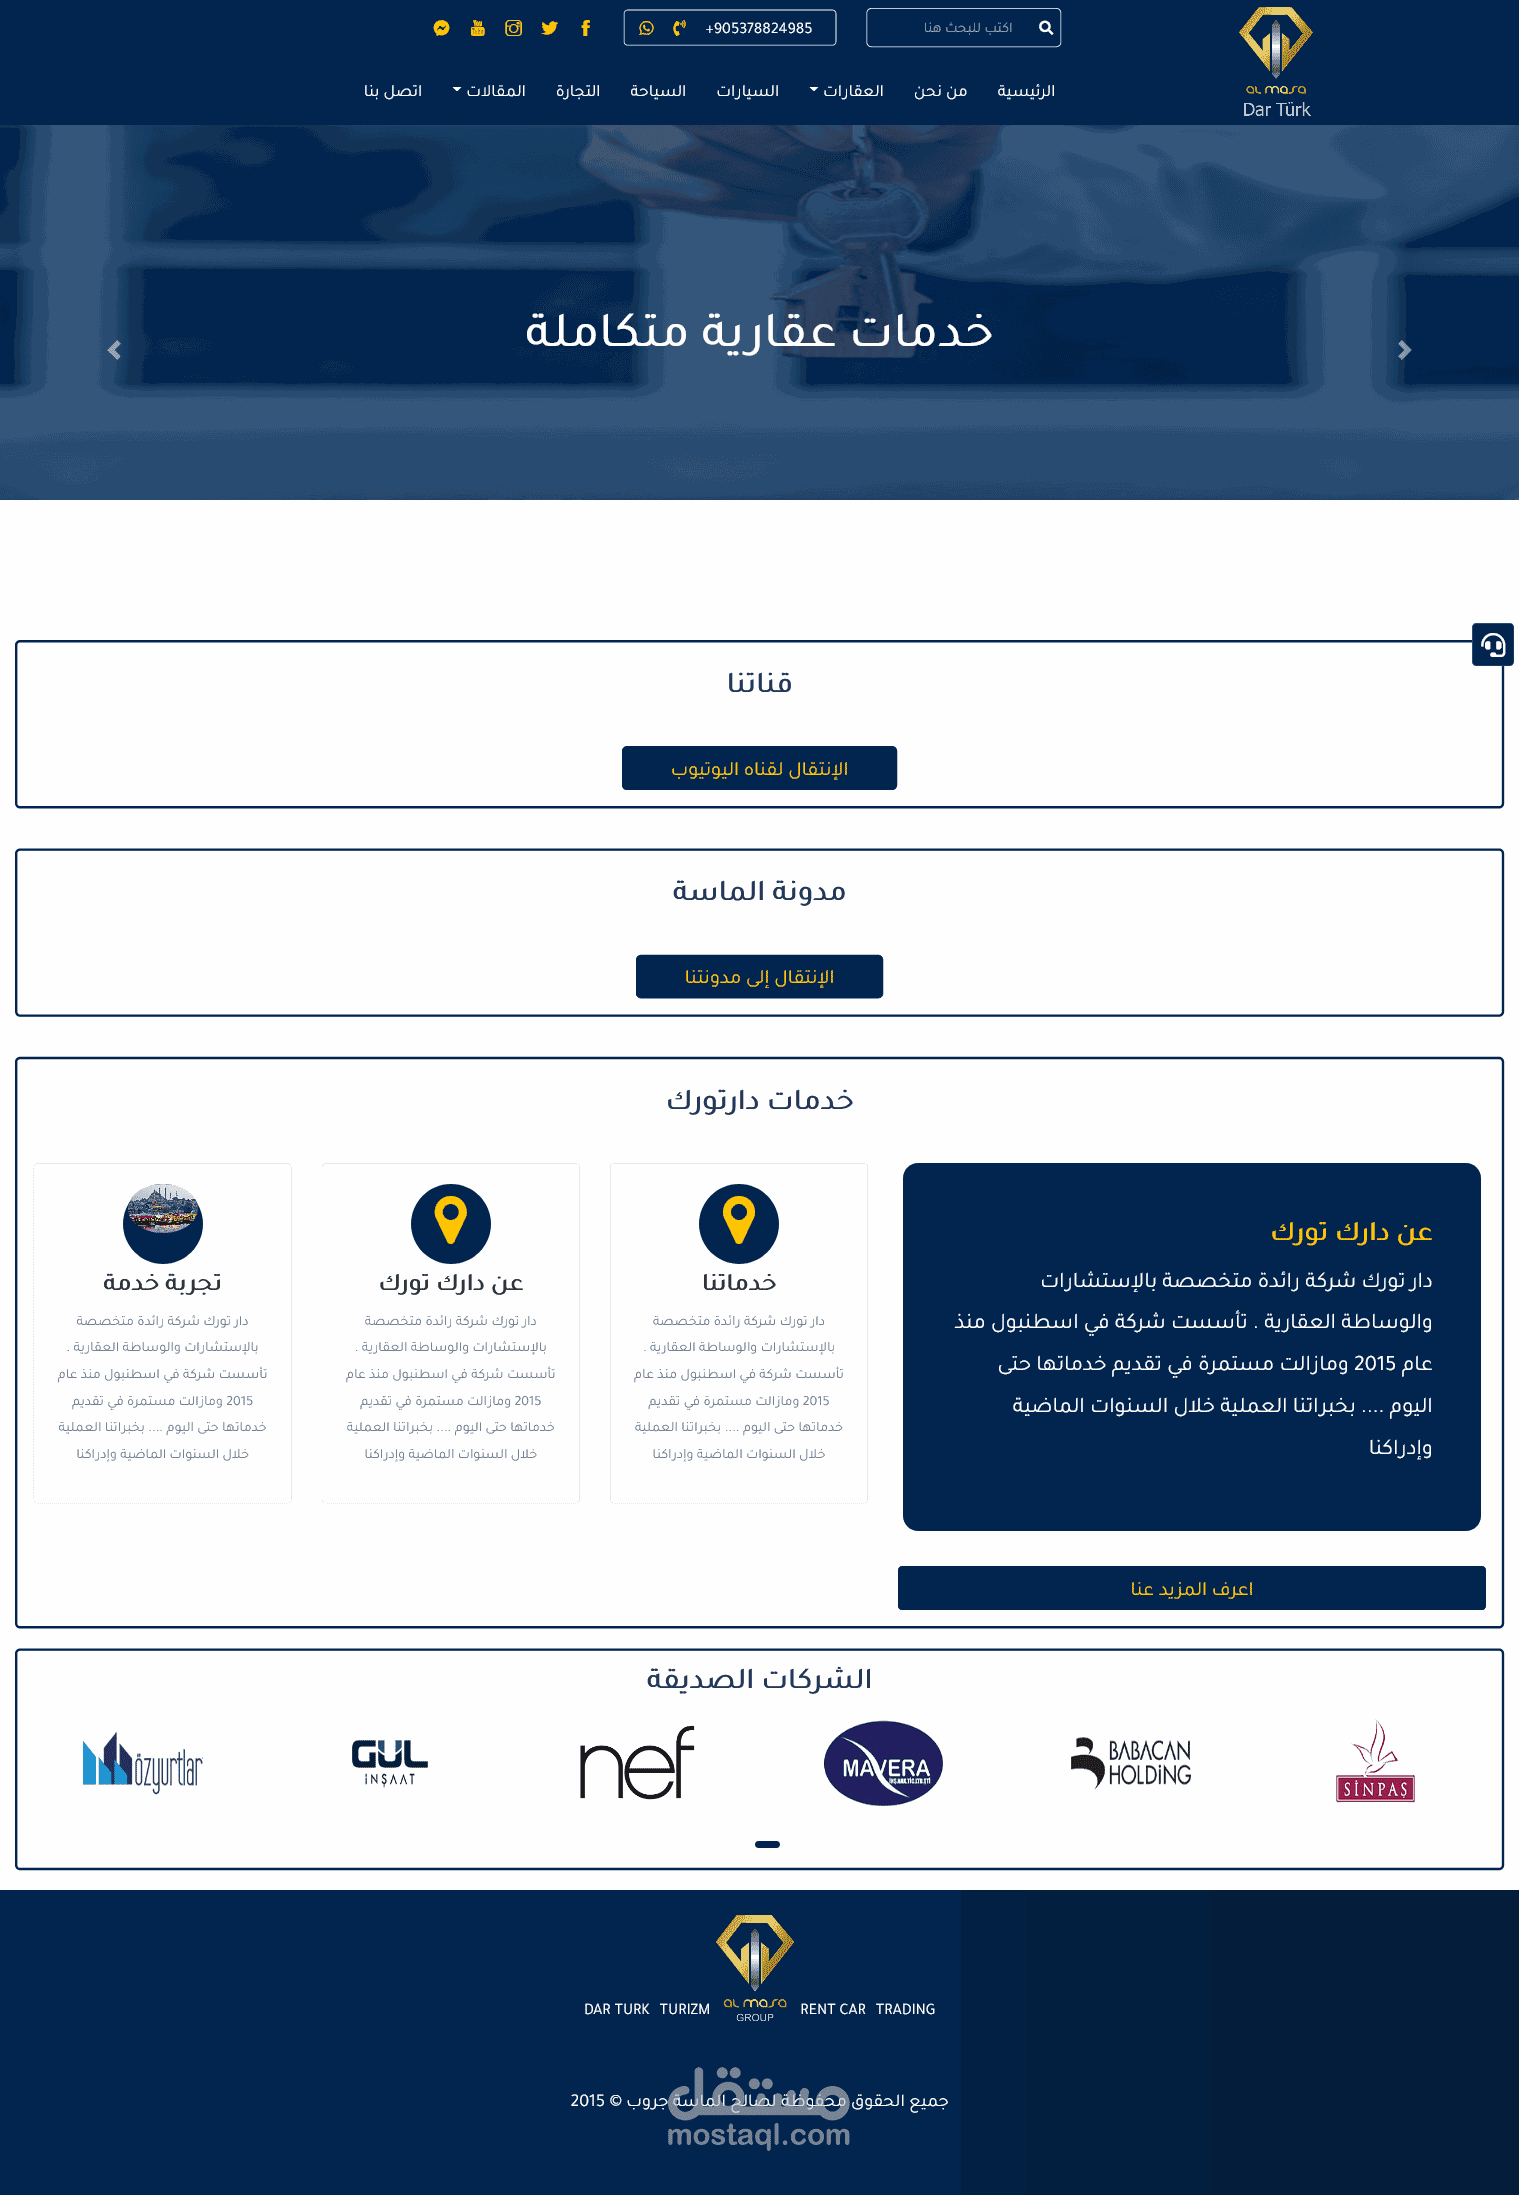 AL MASA
Dar Türk
اكتب للبحث هنا
+905378824985
الرئيسية
من نحن
العقارات
السيارات
السياحة
التجارة
المقالات
اتصل بنا
خدمات عقارية متكاملة
قناتنا
الإنتقال لقناه اليوتيوب
مدونة الماسة
الإنتقال إلى مدونتنا
خدمات دارتورك
عن دارك تورك
دار تورك شركة رائدة متخصصة بالإستشارات
والوساطة العقارية . تأسست شركة في اسطنبول منذ
عام 2015 ومازالت مستمرة في تقديم خدماتها حتى
اليوم .... بخبراتنا العملية خلال السنوات الماضية
وإدراكنا
اعرف المزيد عنا
خدماتنا
دار تورك شركة رائدة متخصصة
بالإستشارات والوساطة العقارية .
تأسست شركة في اسطنبول منذ عام
2015 ومازالت مستمرة في تقديم
خدماتها حتى اليوم .... بخبراتنا العملية
خلال السنوات الماضية وإدراكنا
عن دارك تورك
دار تورك شركة رائدة متخصصة
بالإستشارات والوساطة العقارية .
تأسست شركة في اسطنبول منذ عام
2015 ومازالت مستمرة في تقديم
خدماتها حتى اليوم .... بخبراتنا العملية
خلال السنوات الماضية وإدراكنا
تجربة خدمة
دار تورك شركة رائدة متخصصة
بالإستشارات والوساطة العقارية .
تأسست شركة في اسطنبول منذ عام
2015 ومازالت مستمرة في تقديم
خدماتها حتى اليوم .... بخبراتنا العملية
خلال السنوات الماضية وإدراكنا
الشركات الصديقة
SİNPAŞ
BABACAN
HOLDiNG
MAVERA
nef
GÜL
İNŞAAT
özyurtlar
AL MASA
GROUP
DAR TURK TURIZM RENT CAR TRADING
جميع الحقوق محفوظة لصالح الماسة جروب © 2015
مستقل
mostaql.com